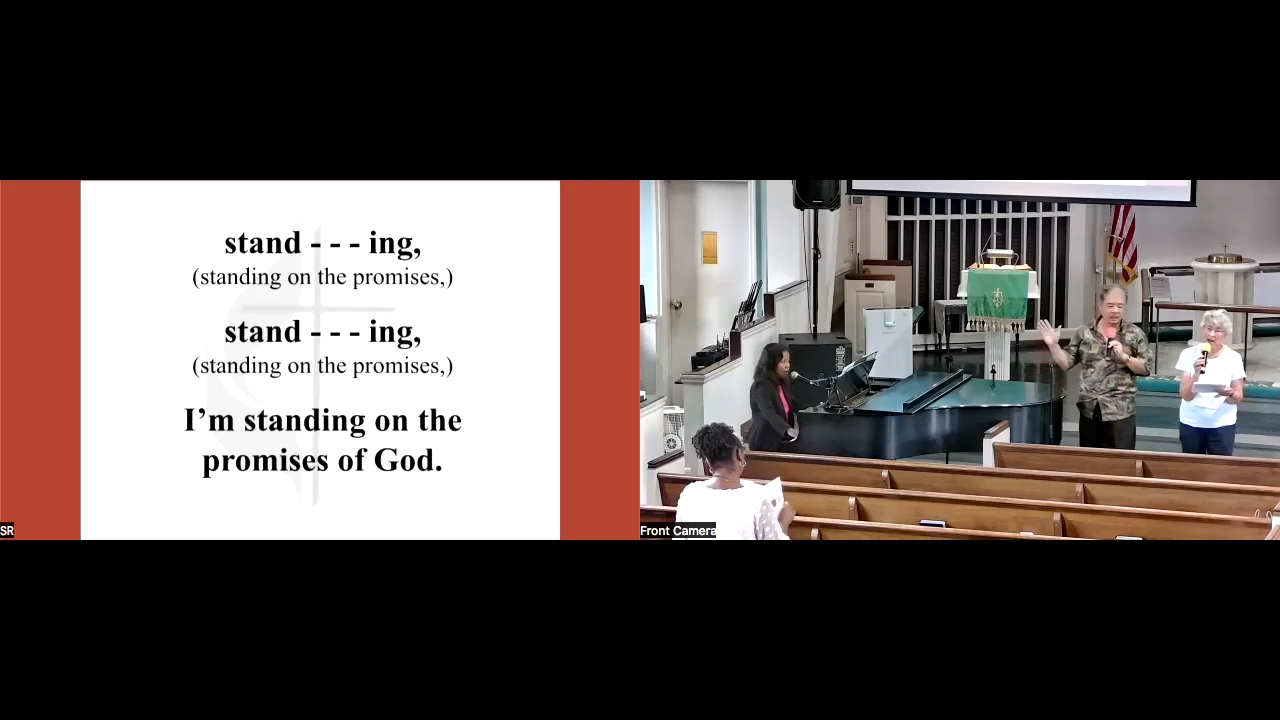 stand - - - ing,
(standing on the promises,)
stand - - - ing,
(standing on the promises,)
I’m standing on the
promises of God.
SR
Front Camera